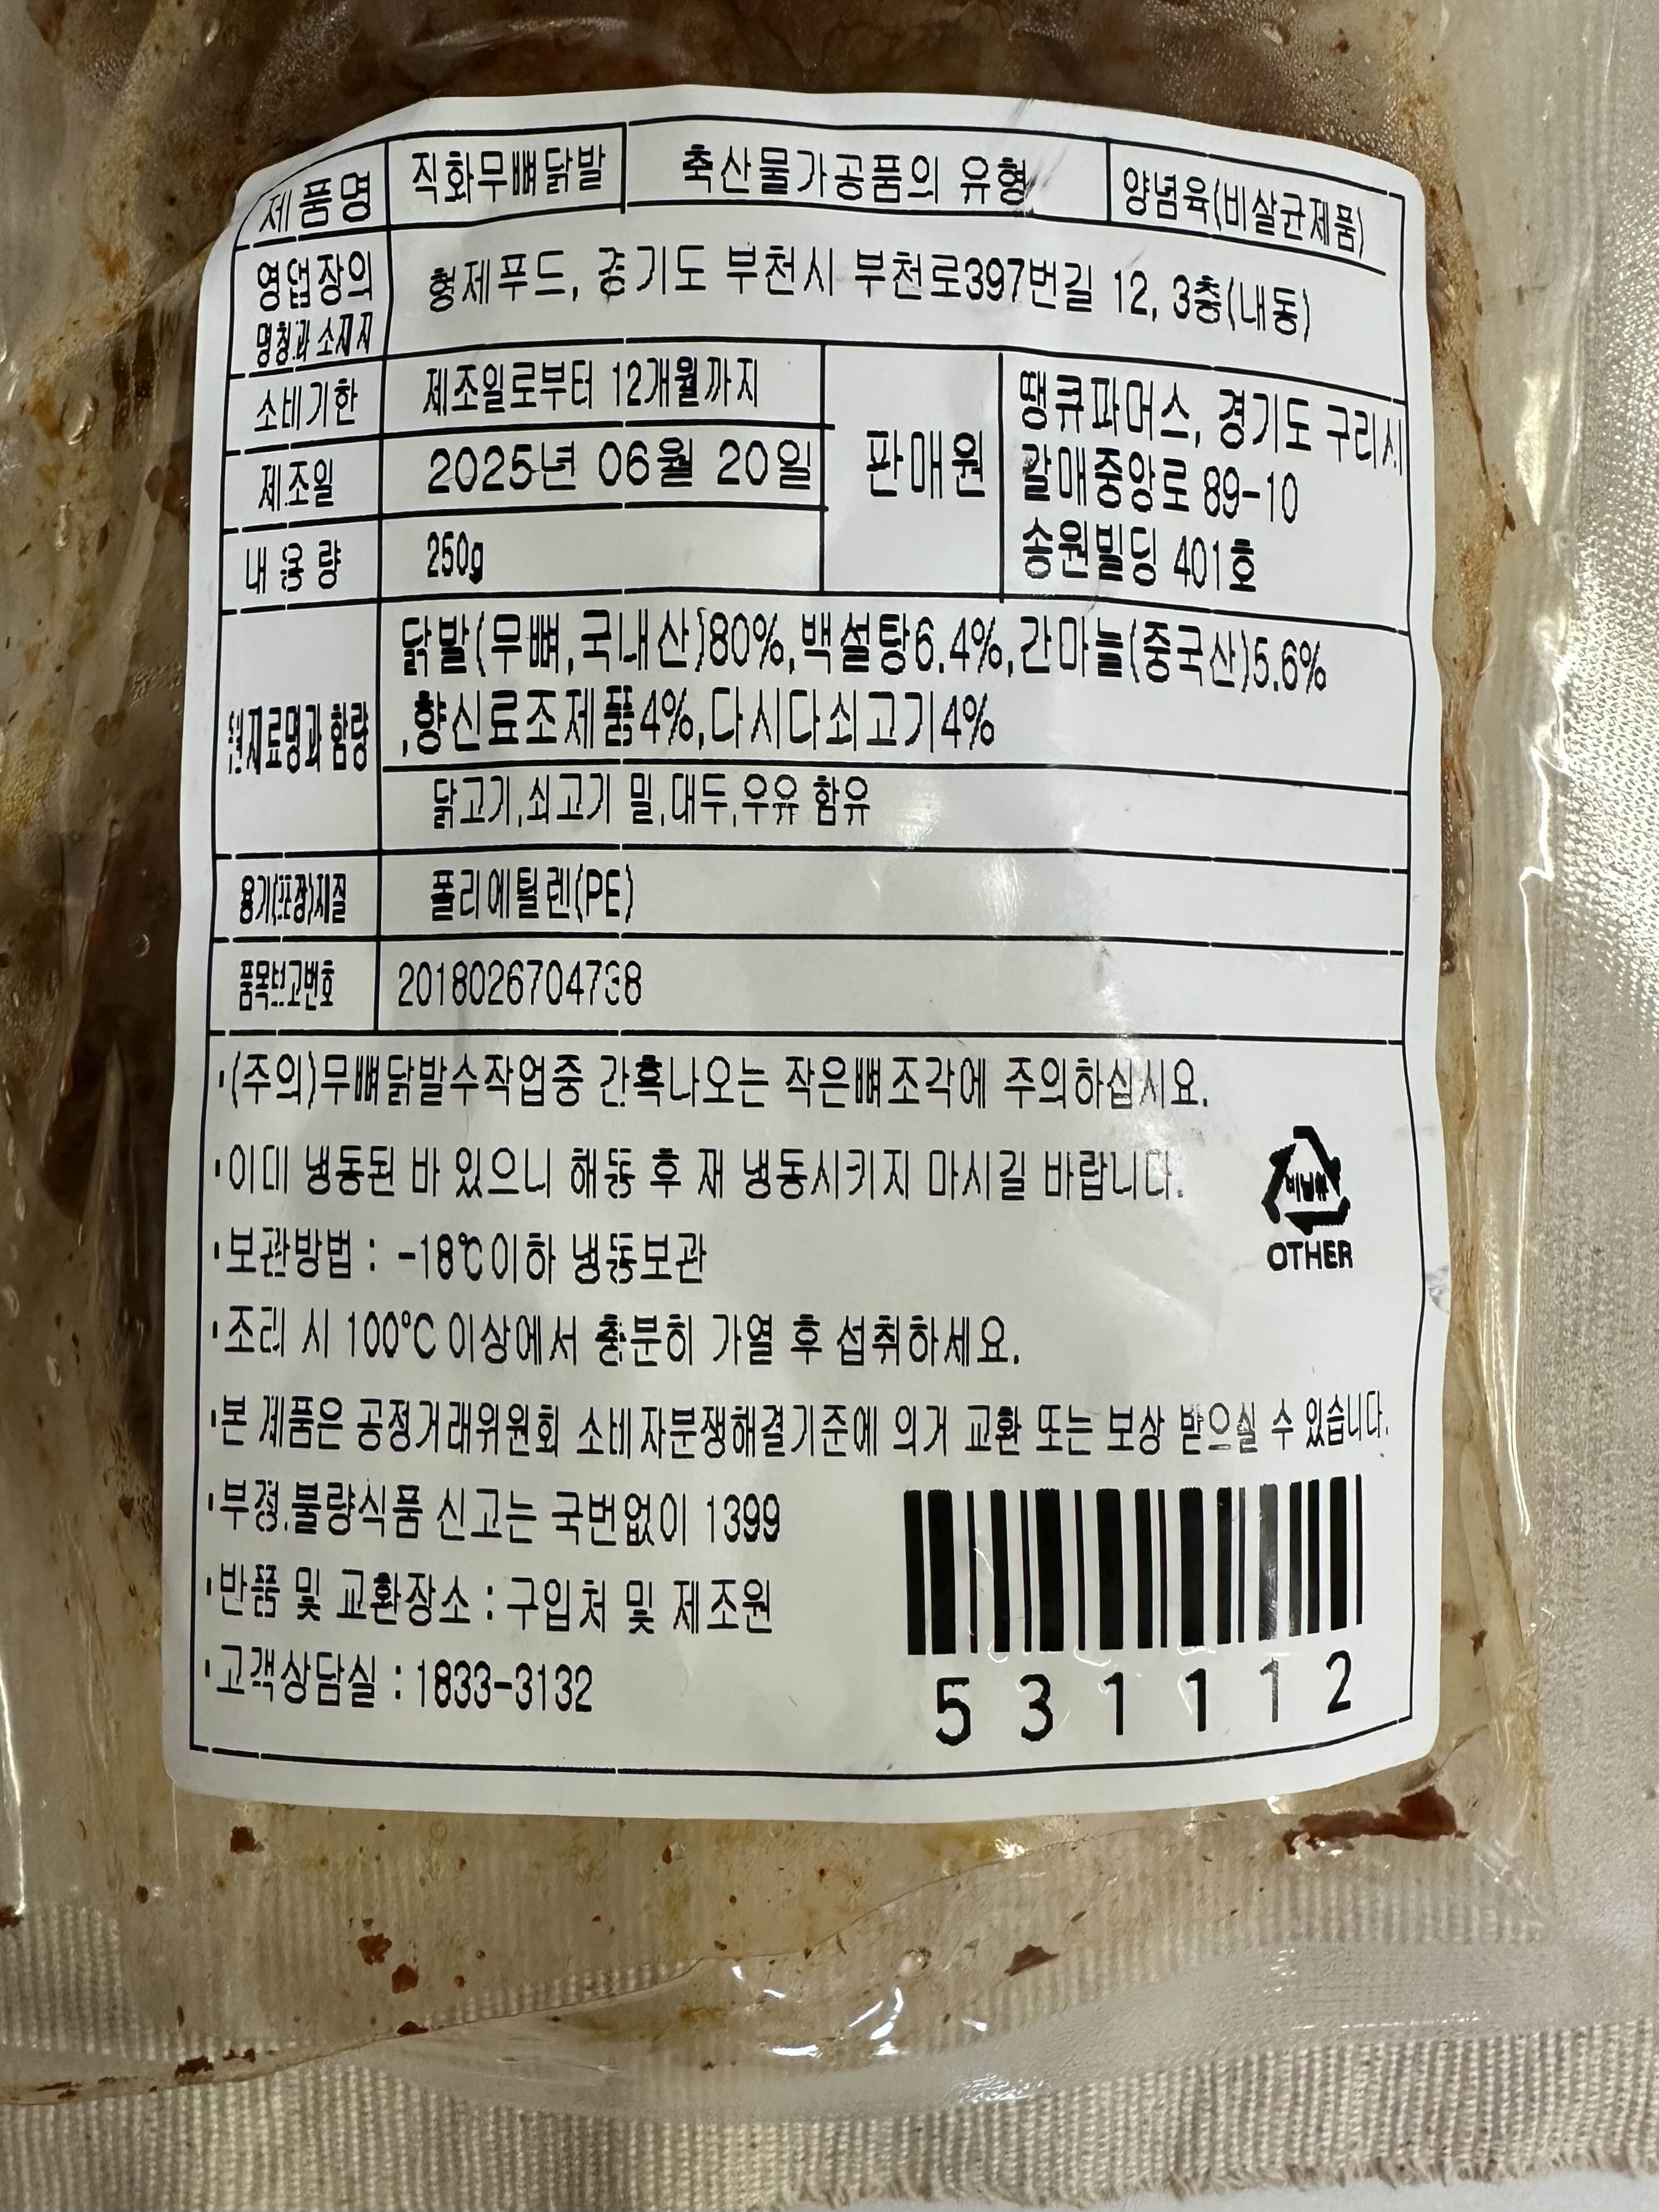 제품명 직화무뼈닭발 축산물가공품의 유형 양념육(비살균제품)
영업장의
명칭과 소재지
형제푸드, 경기도 부천시 부천로397번길 12, 3층(내동)
소비기한 제조일로부터 12개월까지
제조일 2025년 06월 20일
내용량 250g
판매원
땡큐파머스, 경기도 구리시
갈매중앙로 89-10
송원빌딩 401호
원재료명과 함량
닭발(무뼈,국내산)80%,백설탕6.4%,간마늘(중국산)5.6%
,향신료조제품4%,다시다쇠고기4%
닭고기,쇠고기 밀,대두,우유 함유
용기(포장)재질 폴리에틸렌(PE)
품목보고번호 2018026704738
·(주의)무뼈닭발수작업중 간혹나오는 작은뼈조각에 주의하십시요.
·이미 냉동된 바 있으니 해동 후 재 냉동시키지 마시길 바랍니다.
·보관방법 : -18℃이하 냉동보관
·조리 시 100℃ 이상에서 충분히 가열 후 섭취하세요.
비닐류
OTHER
·본 제품은 공정거래위원회 소비자분쟁해결기준에 의거 교환 또는 보상 받으실 수 있습니다.
·부정.불량식품 신고는 국번없이 1399
·반품 및 교환장소 : 구입처 및 제조원
·고객상담실 : 1833-3132
531112